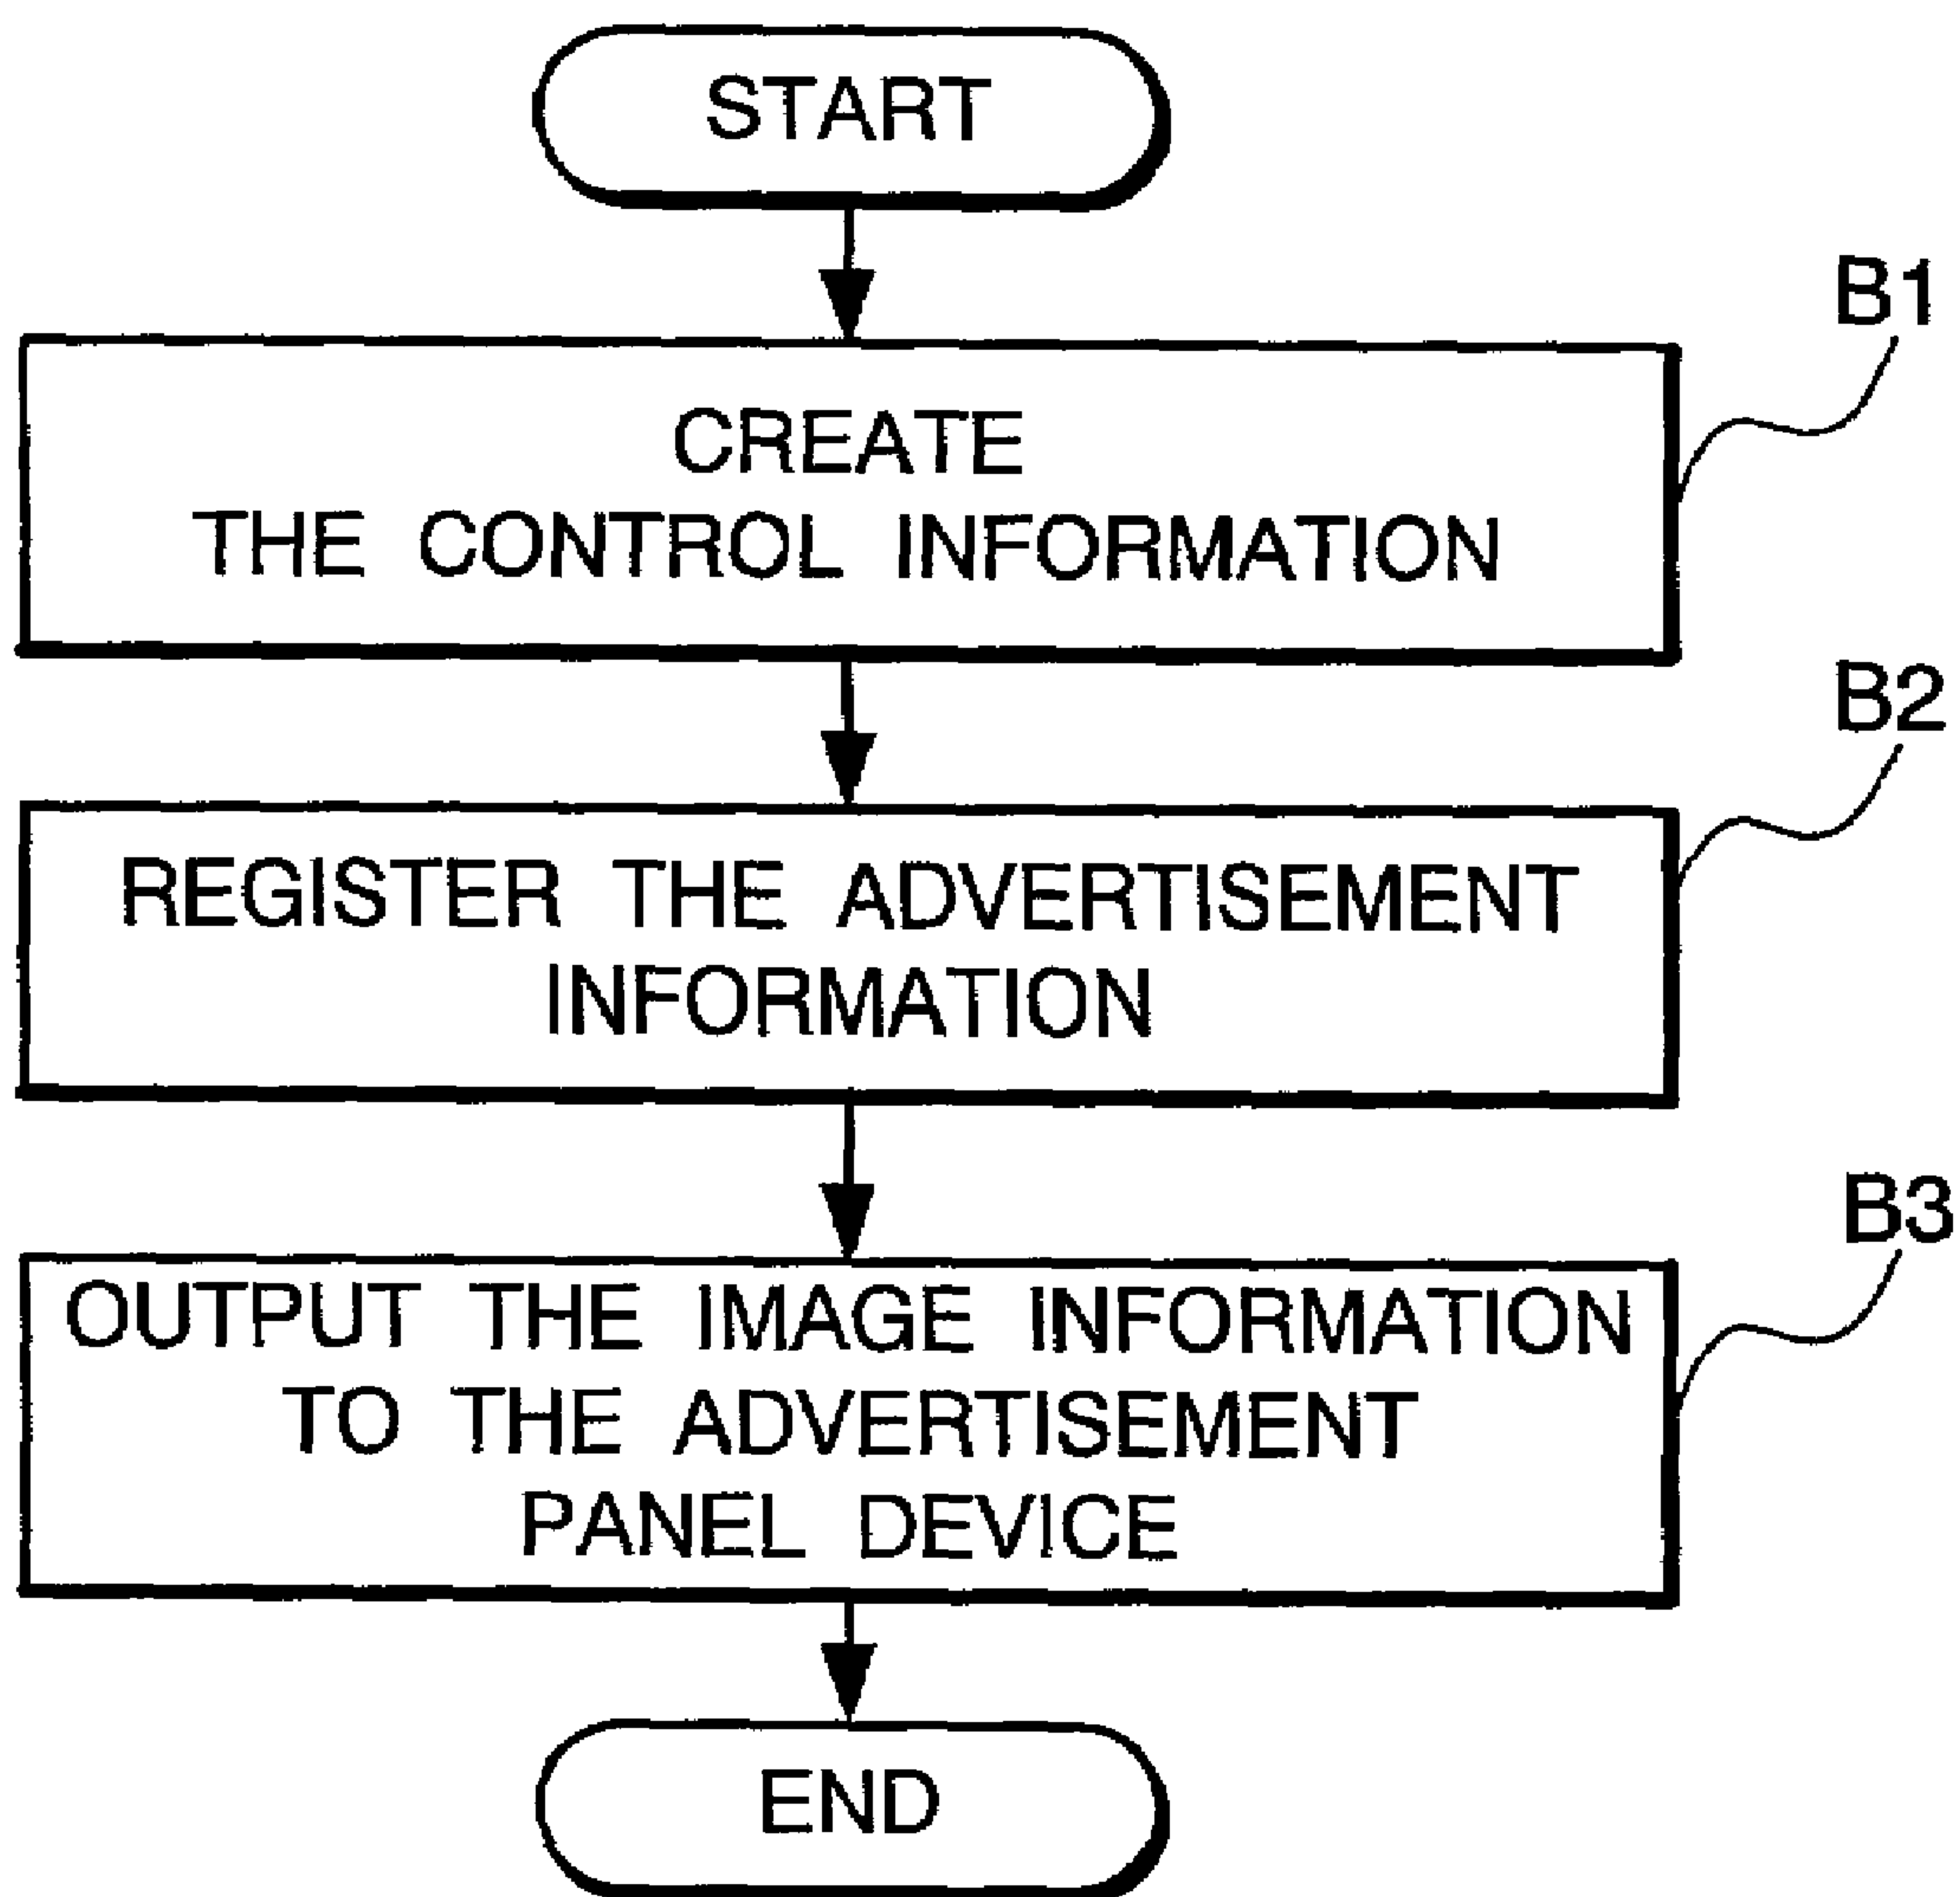 START
B1
CREATE
THE CONTROL INFORMATION
B2
REGISTER THE ADVERTISEMENT
INFORMATION
B3
OUTPUT THE IMAGE INFORMATION
TO THE ADVERTISEMENT
PANEL DEVICE
END